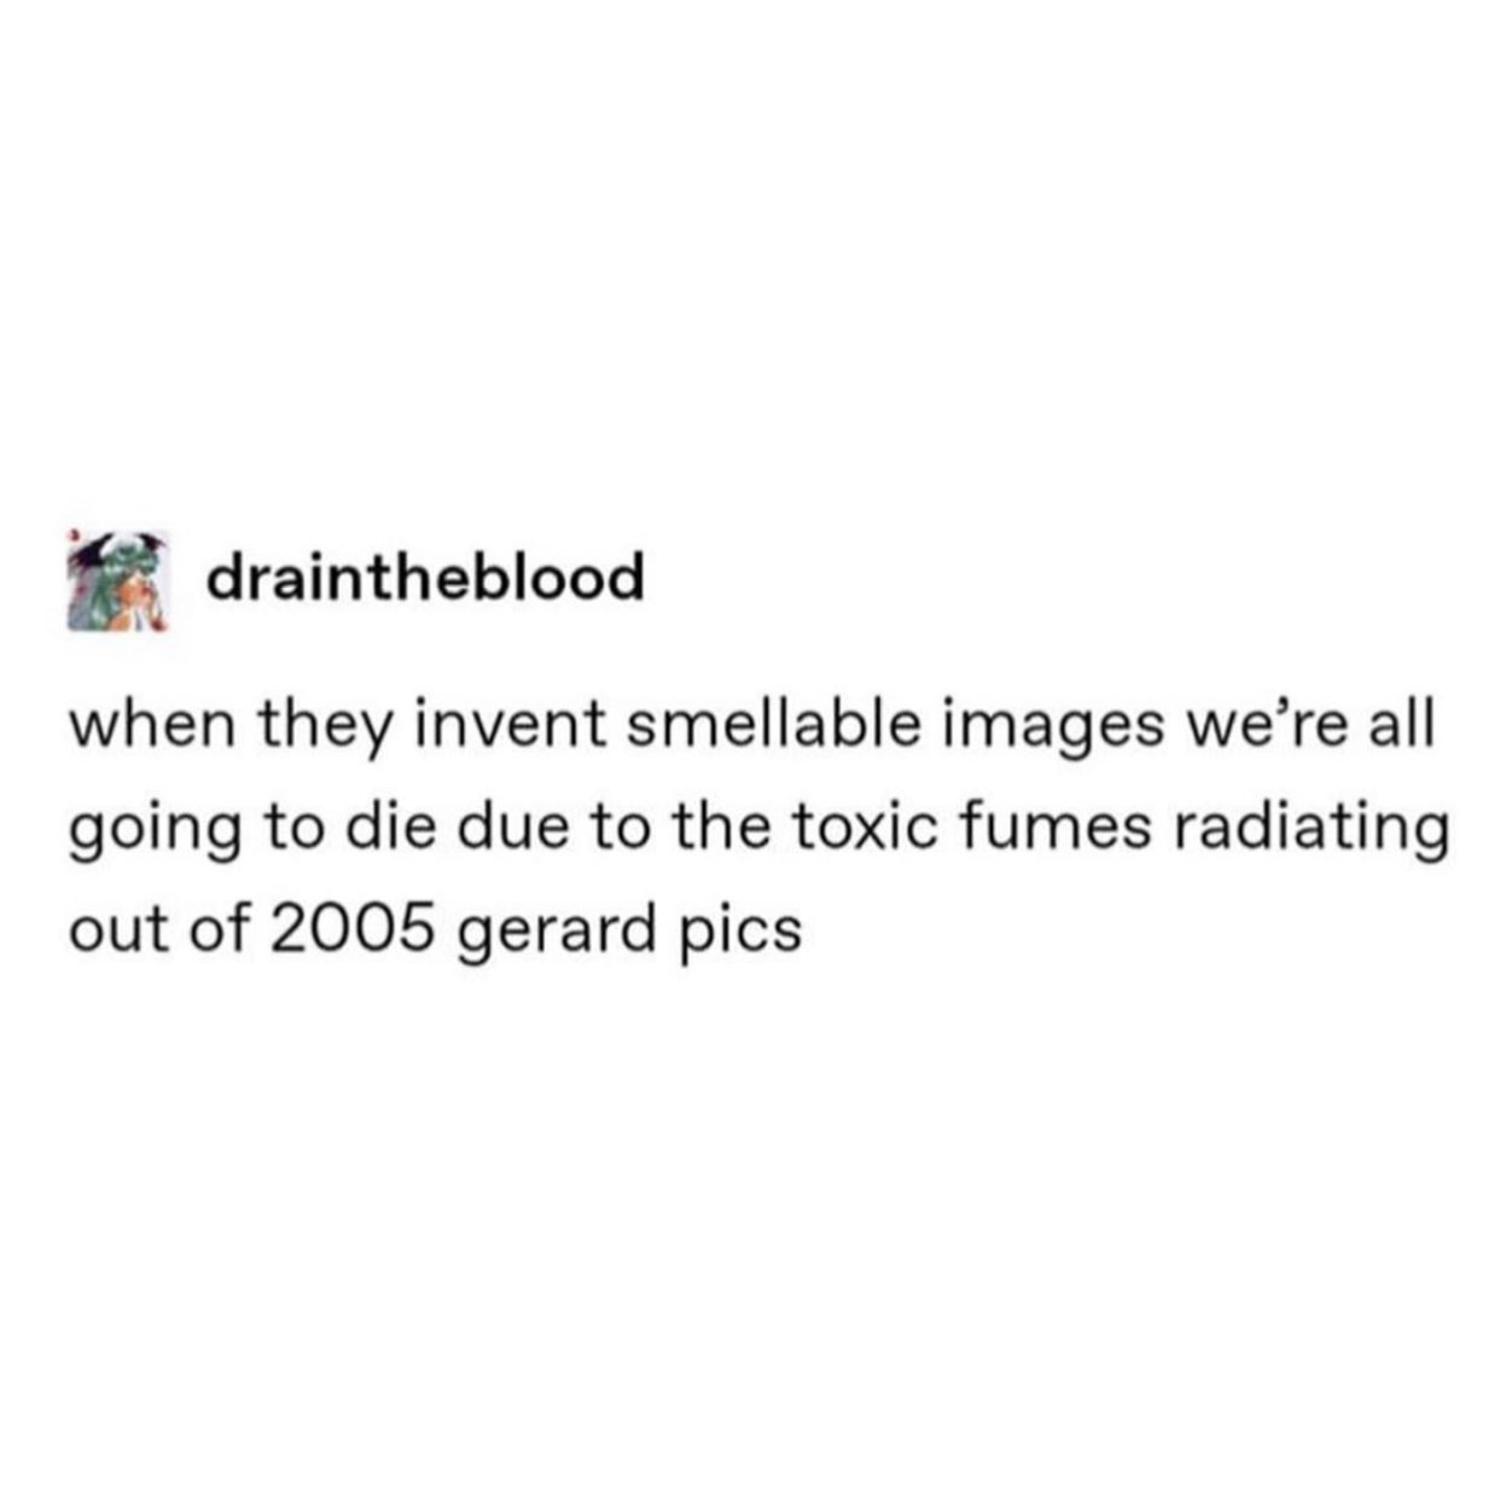 draintheblood
when they invent smellable images we’re all
going to die due to the toxic fumes radiating
out of 2005 gerard pics